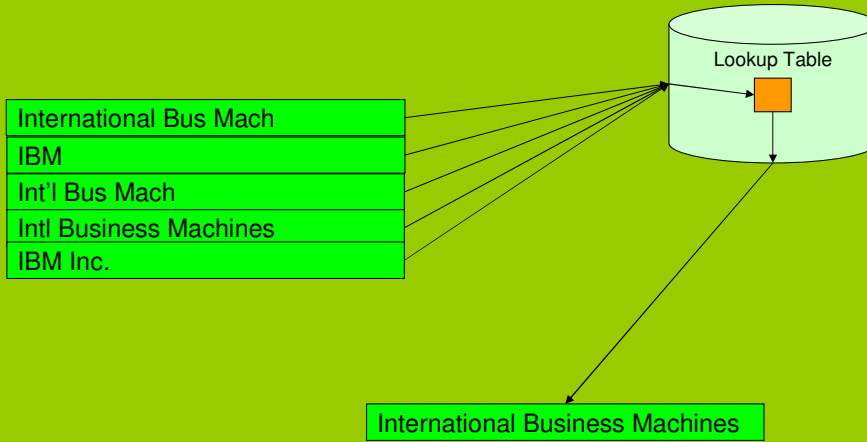 Lookup Table
International Bus Mach
IBM
Int'l Bus Mach
Intl Business Machines
IBM Inc.
International Business Machines